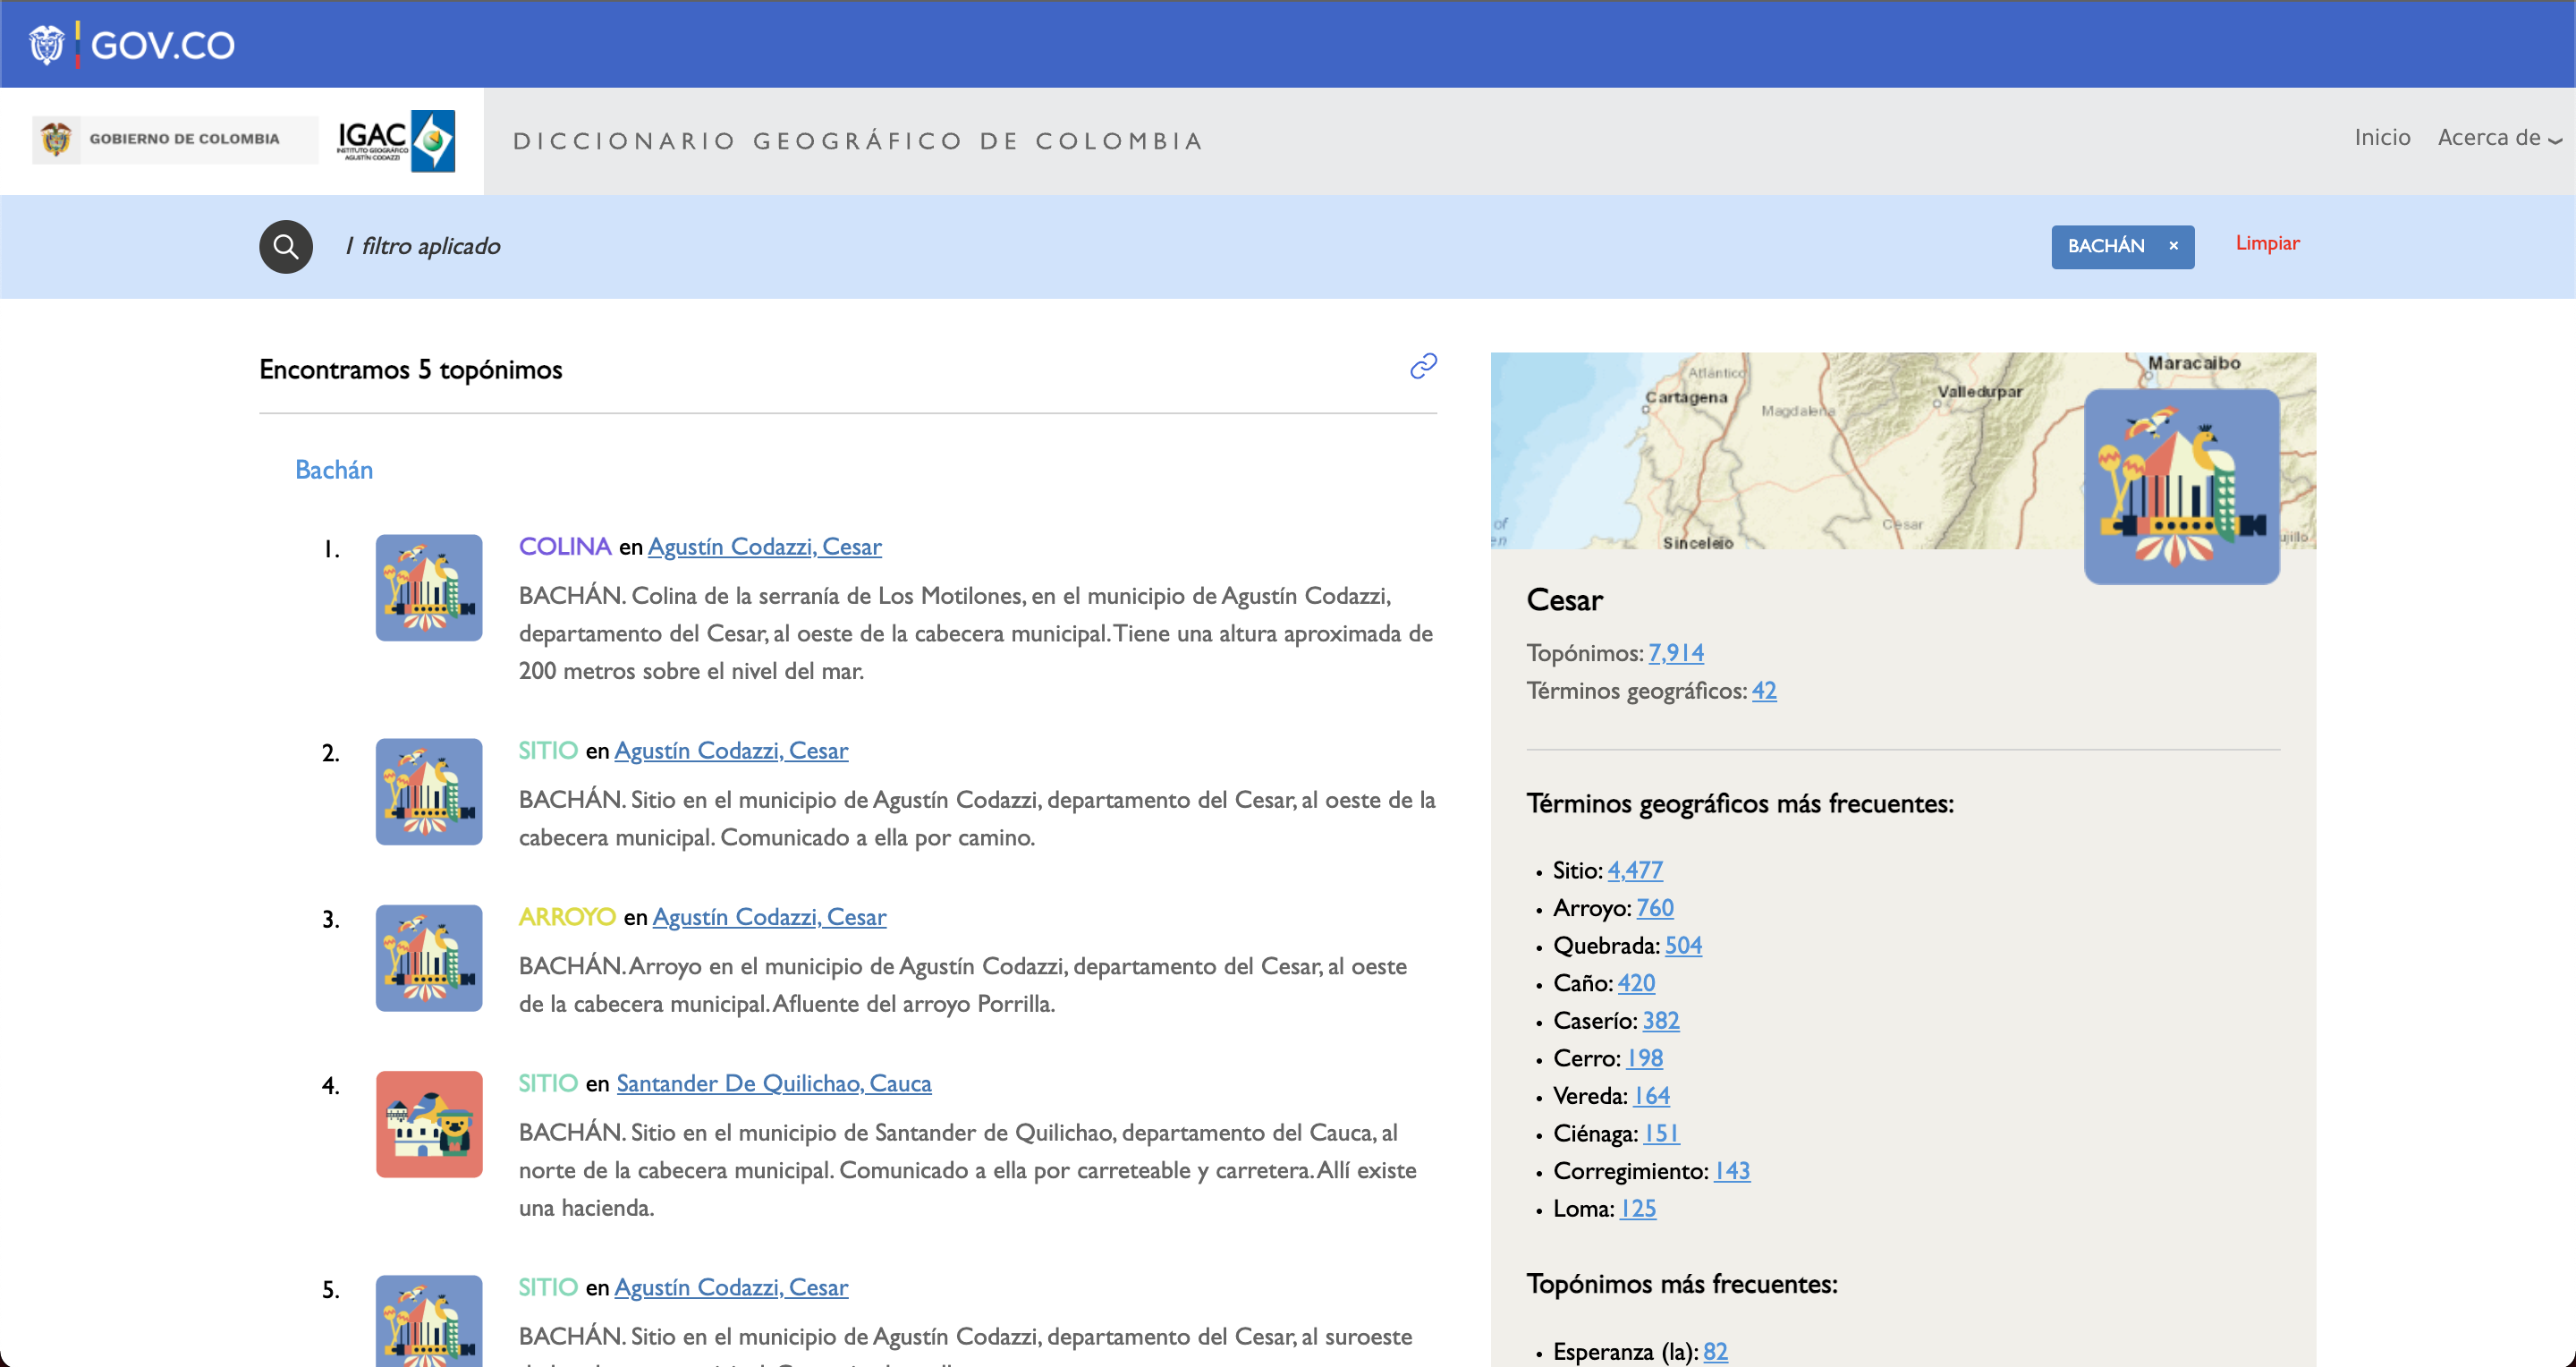 GOV.CO
GOBIERNO DE COLOMBIA
IGAC
INSTITUTO GEOGRÁFICO
AGUSTÍN CODAZZI
DICCIONARIO GEOGRÁFICO DE COLOMBIA
Inicio
Acerca de
1 filtro aplicado
BACHÁN ×
Limpiar
Encontramos 5 topónimos
Bachán
1.
COLINA en Agustín Codazzi, Cesar
BACHÁN. Colina de la serranía de Los Motilones, en el municipio de Agustín Codazzi,
departamento del Cesar, al oeste de la cabecera municipal. Tiene una altura aproximada de
200 metros sobre el nivel del mar.
2.
SITIO en Agustín Codazzi, Cesar
BACHÁN. Sitio en el municipio de Agustín Codazzi, departamento del Cesar, al oeste de la
cabecera municipal. Comunicado a ella por camino.
3.
ARROYO en Agustín Codazzi, Cesar
BACHÁN. Arroyo en el municipio de Agustín Codazzi, departamento del Cesar, al oeste
de la cabecera municipal. Afluente del arroyo Porrilla.
4.
SITIO en Santander De Quilichao, Cauca
BACHÁN. Sitio en el municipio de Santander de Quilichao, departamento del Cauca, al
norte de la cabecera municipal. Comunicado a ella por carreteable y carretera. Allí existe
una hacienda.
5.
SITIO en Agustín Codazzi, Cesar
BACHÁN. Sitio en el municipio de Agustín Codazzi, departamento del Cesar, al suroeste
Maracaibo
Atlántico
Cartagena
Magdalena
Valledupar
Cesar
of
en
Sincelejo
ujillo
Cesar
Topónimos: 7,914
Términos geográficos: 42
Términos geográficos más frecuentes:
• Sitio: 4,477
• Arroyo: 760
• Quebrada: 504
• Caño: 420
• Caserío: 382
• Cerro: 198
• Vereda: 164
• Ciénaga: 151
• Corregimiento: 143
• Loma: 125
Topónimos más frecuentes:
• Esperanza (la): 82